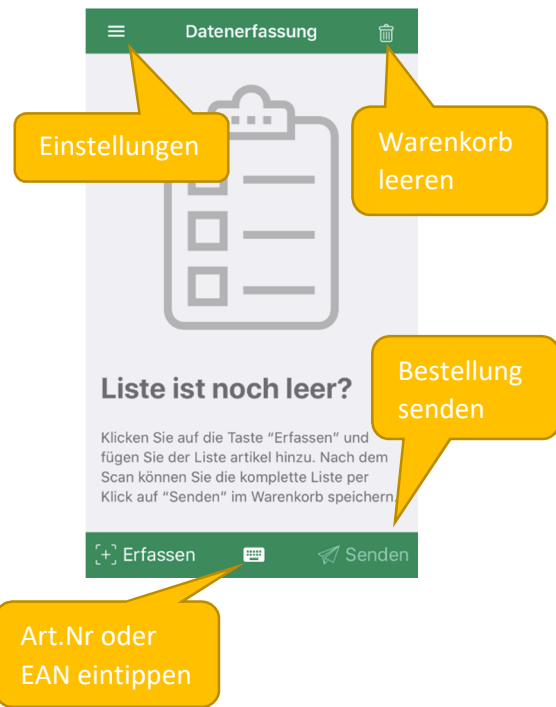 Datenerfassung
Einstellungen
Warenkorb
leeren
Liste ist noch leer?
Bestellung
senden
Klicken Sie auf die Taste “Erfassen” und
fügen Sie der Liste artikel hinzu. Nach dem
Scan können Sie die komplette Liste per
Klick auf “Senden” im Warenkorb speichern.
[+] Erfassen
Senden
Art.Nr oder
EAN eintippen